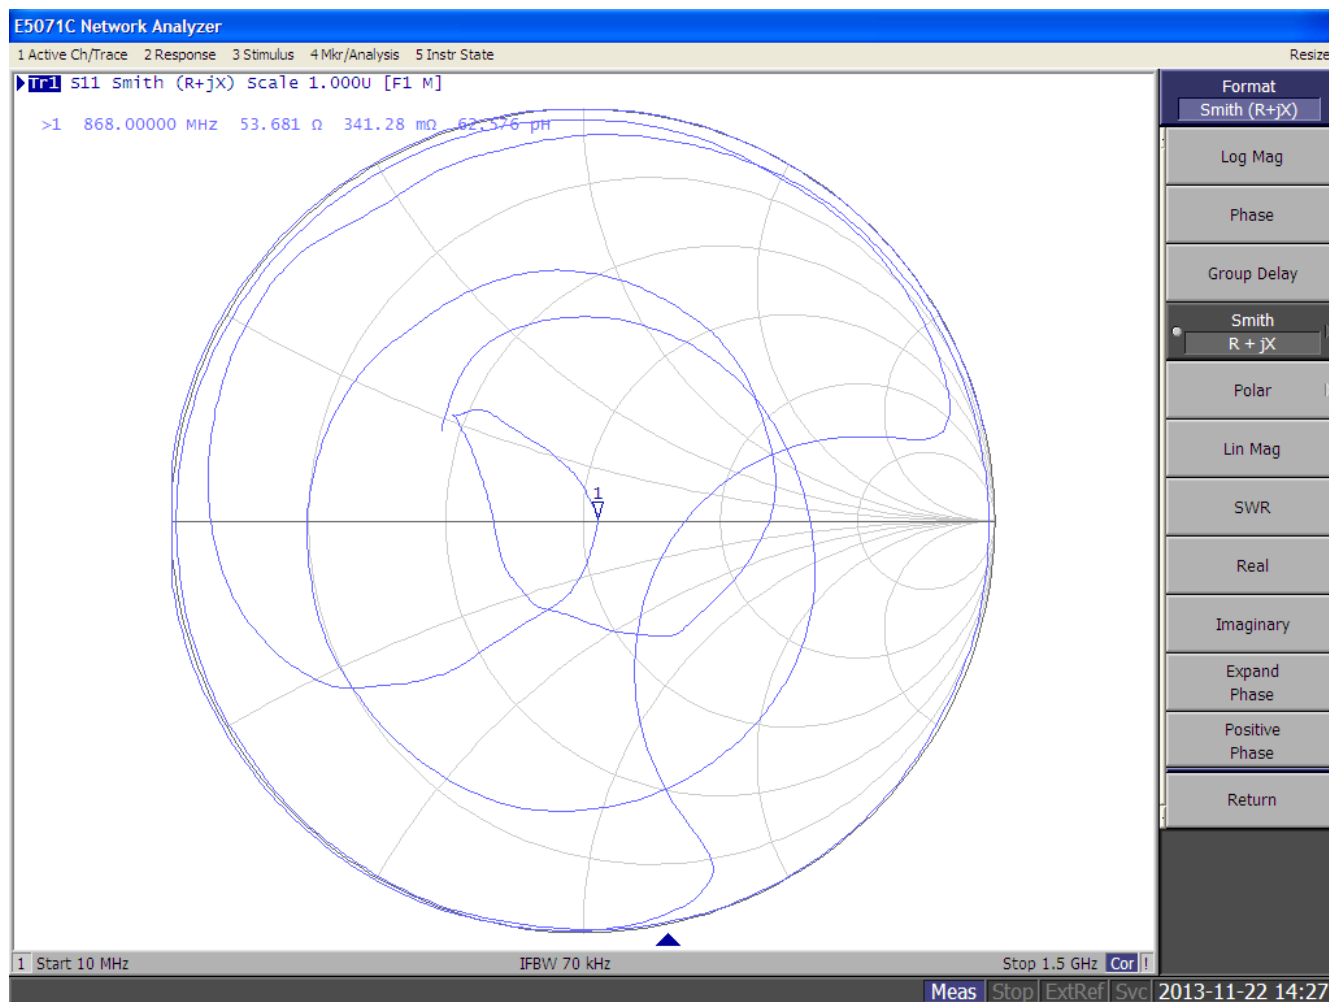 E5071C Network Analyzer
1 Active Ch/Trace 2 Response 3 Stimulus 4 Mkr/Analysis 5 Instr State Resize
Tr1 S11 Smith (R+jX) Scale 1.000U [F1 M]
>1 868.00000 MHz 53.681 Ω 341.28 mΩ 62.576 pH
1
Format
Smith (R+jX)
Log Mag
Phase
Group Delay
Smith
R + jX
Polar
Lin Mag
SWR
Real
Imaginary
Expand
Phase
Positive
Phase
Return
1 Start 10 MHz IFBW 70 kHz Stop 1.5 GHz Cor !
Meas Stop ExtRef Svc 2013-11-22 14:27